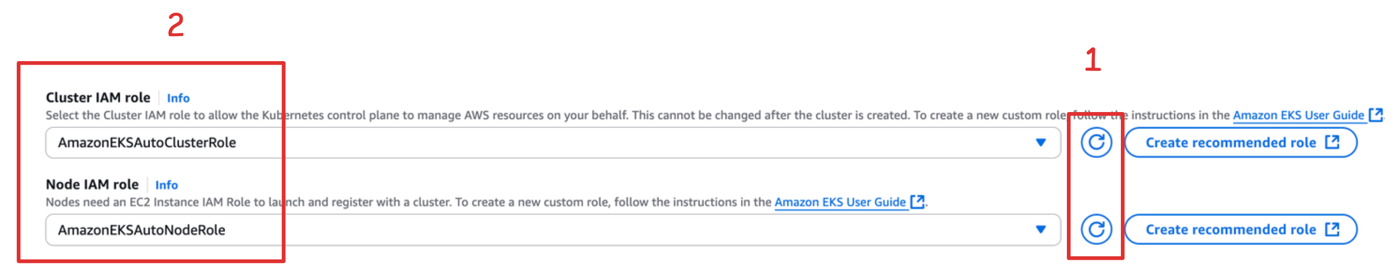 2
1
Cluster IAM role Info
Select the Cluster IAM role to allow the Kubernetes control plane to manage AWS resources on your behalf. This cannot be changed after the cluster is created. To create a new custom role, follow the instructions in the Amazon EKS User Guide.
AmazonEKSAutoClusterRole Create recommended role
Node IAM role Info
Nodes need an EC2 Instance IAM Role to launch and register with a cluster. To create a new custom role, follow the instructions in the Amazon EKS User Guide.
AmazonEKSAutoNodeRole Create recommended role